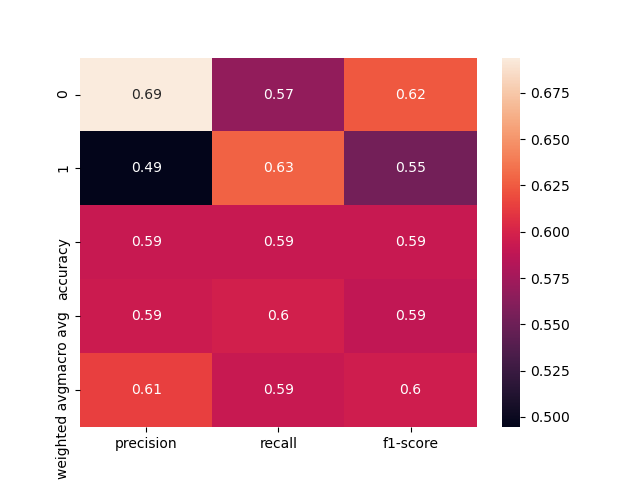 0 0.69 0.57 0.62
1 0.49 0.63 0.55
accuracy 0.59 0.59 0.59
macro avg 0.59 0.6 0.59
weighted avg 0.61 0.59 0.6
precision recall f1-score
0.675
0.650
0.625
0.600
0.575
0.550
0.525
0.500